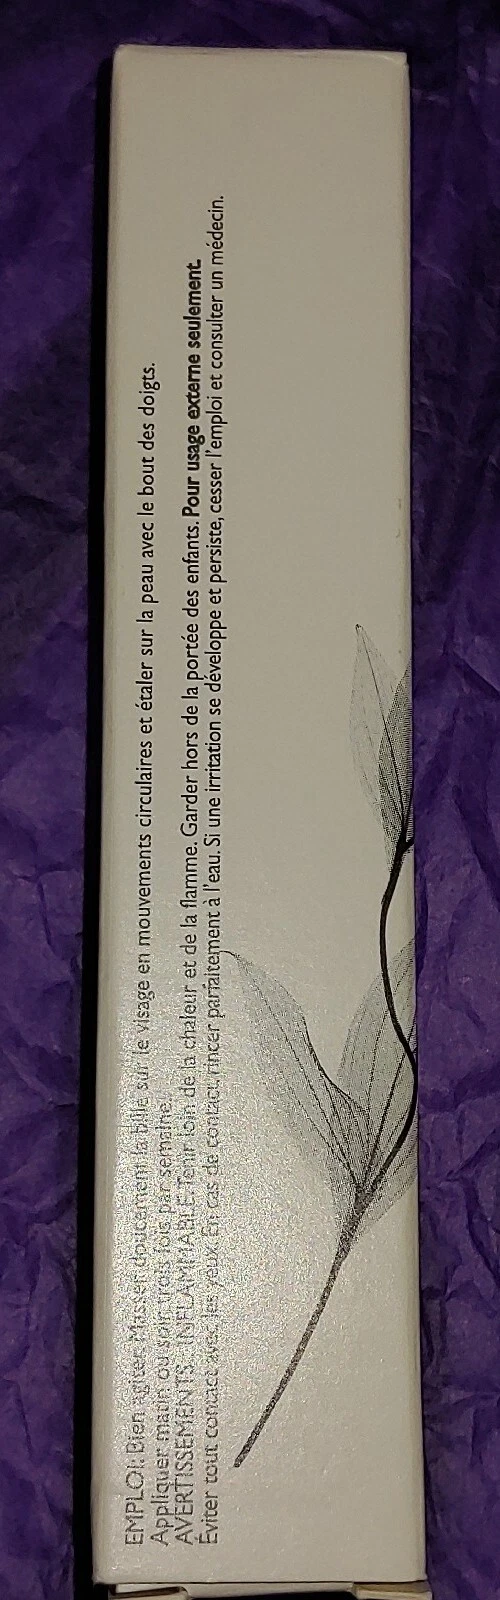 EMPLOI: Bien agiter. Masser doucement la bille sur le visage en mouvements circulaires et étaler sur la peau avec le bout des doigts.
Appliquer matin ou soir trois fois par semaine.
AVERTISSEMENTS : INFLAMMABLE. Tenir loin de la chaleur et de la flamme. Garder hors de la portée des enfants. Pour usage externe seulement.
Éviter tout contact avec les yeux. En cas de contact, rincer parfaitement à l'eau. Si une irritation se développe et persiste, cesser l'emploi et consulter un médecin.